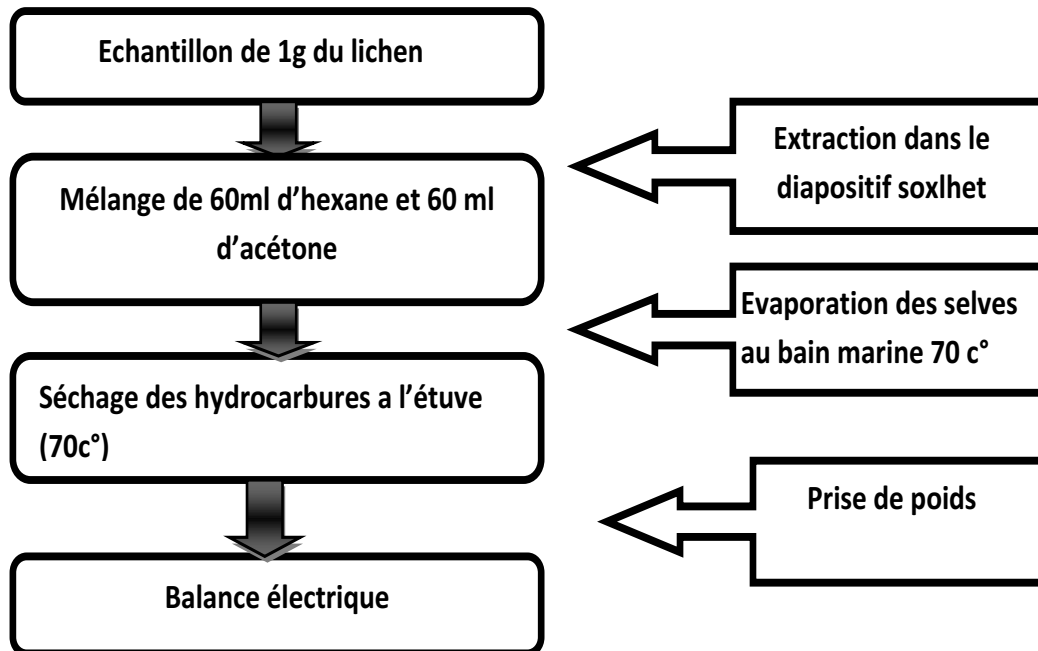 Echantillon de 1g du lichen
Extraction dans le
diapositif soxlhet
Mélange de 60ml d’hexane et 60 ml
d’acétone
Evaporation des selves
au bain marine 70 c°
Séchage des hydrocarbures a l’étuve
(70c°)
Prise de poids
Balance électrique